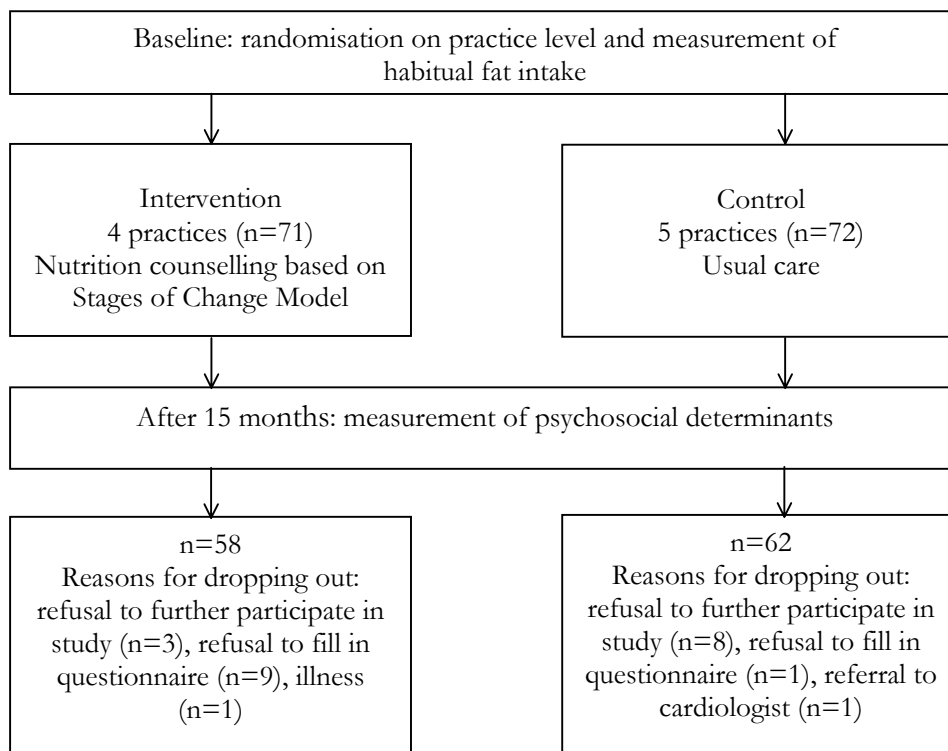 Baseline: randomisation on practice level and measurement of
habitual fat intake
Intervention
4 practices (n=71)
Nutrition counselling based on
Stages of Change Model
Control
5 practices (n=72)
Usual care
After 15 months: measurement of psychosocial determinants
n=58
Reasons for dropping out:
refusal to further participate in
study (n=3), refusal to fill in
questionnaire (n=9), illness
(n=1)
n=62
Reasons for dropping out:
refusal to further participate in
study (n=8), refusal to fill in
questionnaire (n=1), referral to
cardiologist (n=1)